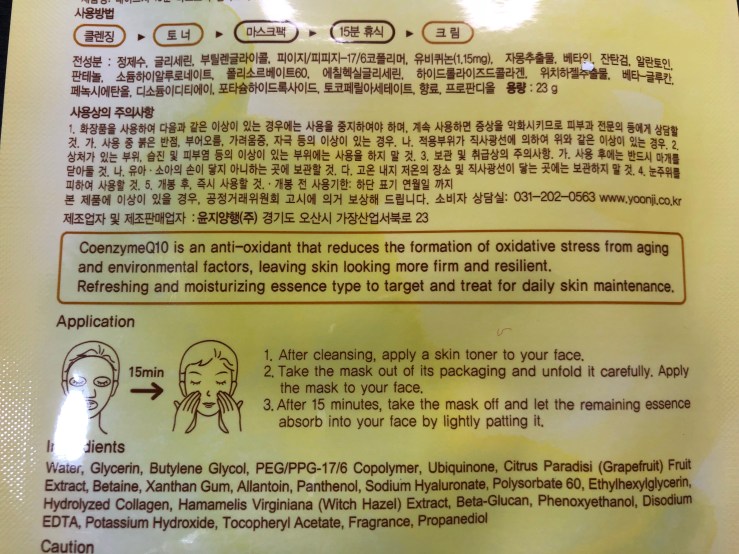 사용방법
클렌징 ▶ 토 너 ▶ 마스크팩 ▶ 15분 휴식 ▶ 크 림
전성분 : 정제수, 글리세린, 부틸렌글라이콜, 피이지/피피지-17/6코폴리머, 유비퀴논(1.15mg), 자몽추출물, 베타인, 잔탄검, 알란토인,
판테놀, 소듐하이알루로네이트, 폴리소르베이트60, 에칠헥실글리세린, 하이드롤라이즈드콜라겐, 위치하젤추출물, 베타-글루칸,
페녹시에탄올, 디소듐이디티에이, 포타슘하이드록사이드, 토코페릴아세테이트, 향료, 프로판디올 용량 : 23 g
사용상의 주의사항
1. 화장품을 사용하여 다음과 같은 이상이 있는 경우에는 사용을 중지하여야 하며, 계속 사용하면 증상을 악화시키므로 피부과 전문의 등에게 상담할
것. 가. 사용 중 붉은 반점, 부어오름, 가려움증, 자극 등의 이상이 있는 경우. 나. 적용부위가 직사광선에 의하여 위와 같은 이상이 있는 경우. 2.
상처가 있는 부위, 습진 및 피부염 등의 이상이 있는 부위에는 사용을 하지 말 것. 3. 보관 및 취급상의 주의사항. 가. 사용 후에는 반드시 마개를
닫아둘 것. 나. 유아·소아의 손이 닿지 아니하는 곳에 보관할 것. 다. 고온 내지 저온의 장소 및 직사광선이 닿는 곳에는 보관하지 말 것. 4. 눈주위를
피하여 사용할 것. 5. 개봉 후, 즉시 사용할 것. · 개봉 전 사용기한: 하단 표기 연월일 까지
본 제품에 이상이 있을 경우, 공정거래위원회 고시에 의거 보상해 드립니다. 소비자 상담실: 031-202-0563 www.yoonji.co.kr
제조업자 및 제조판매업자 : 윤지양행(주) 경기도 오산시 가장산업서북로 23
CoenzymeQ10 is an anti-oxidant that reduces the formation of oxidative stress from aging
and environmental factors, leaving skin looking more firm and resilient.
Refreshing and moisturizing essence type to target and treat for daily skin maintenance.
Application
15min
1. After cleansing, apply a skin toner to your face.
2. Take the mask out of its packaging and unfold it carefully. Apply
the mask to your face.
3. After 15 minutes, take the mask off and let the remaining essence
absorb into your face by lightly patting it.
Ingredients
Water, Glycerin, Butylene Glycol, PEG/PPG-17/6 Copolymer, Ubiquinone, Citrus Paradisi (Grapefruit) Fruit
Extract, Betaine, Xanthan Gum, Allantoin, Panthenol, Sodium Hyaluronate, Polysorbate 60, Ethylhexylglycerin,
Hydrolyzed Collagen, Hamamelis Virginiana (Witch Hazel) Extract, Beta-Glucan, Phenoxyethanol, Disodium
EDTA, Potassium Hydroxide, Tocopheryl Acetate, Fragrance, Propanediol
Caution